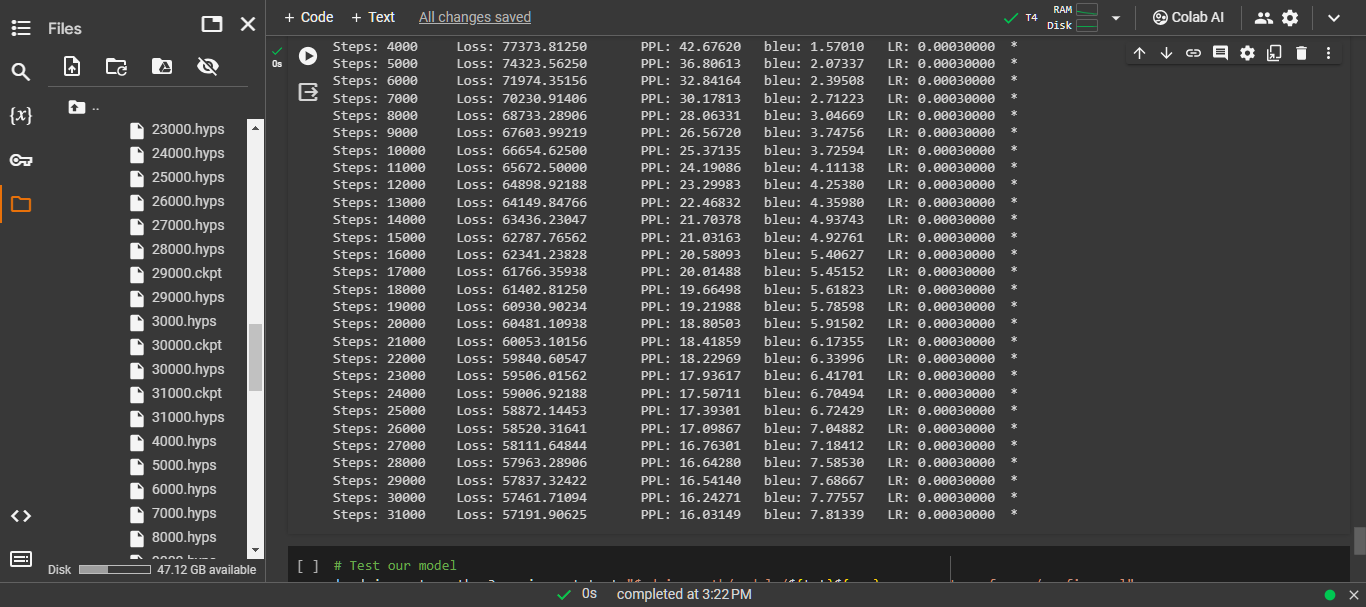 Files
+ Code + Text All changes saved
T4 RAM Disk
Colab AI
{x}
..
23000.hyps
24000.hyps
25000.hyps
26000.hyps
27000.hyps
28000.hyps
29000.ckpt
29000.hyps
3000.hyps
30000.ckpt
30000.hyps
31000.ckpt
31000.hyps
4000.hyps
5000.hyps
6000.hyps
7000.hyps
8000.hyps
Disk 47.12 GB available
0s
Steps: 4000 Loss: 77373.81250 PPL: 42.67620 bleu: 1.57010 LR: 0.00030000 *
Steps: 5000 Loss: 74323.56250 PPL: 36.80613 bleu: 2.07337 LR: 0.00030000 *
Steps: 6000 Loss: 71974.35156 PPL: 32.84164 bleu: 2.39508 LR: 0.00030000 *
Steps: 7000 Loss: 70230.91406 PPL: 30.17813 bleu: 2.71223 LR: 0.00030000 *
Steps: 8000 Loss: 68733.28906 PPL: 28.06331 bleu: 3.04669 LR: 0.00030000 *
Steps: 9000 Loss: 67603.99219 PPL: 26.56720 bleu: 3.74756 LR: 0.00030000 *
Steps: 10000 Loss: 66654.62500 PPL: 25.37135 bleu: 3.72594 LR: 0.00030000 *
Steps: 11000 Loss: 65672.50000 PPL: 24.19086 bleu: 4.11138 LR: 0.00030000 *
Steps: 12000 Loss: 64898.92188 PPL: 23.29983 bleu: 4.25380 LR: 0.00030000 *
Steps: 13000 Loss: 64149.84766 PPL: 22.46832 bleu: 4.35980 LR: 0.00030000 *
Steps: 14000 Loss: 63436.23047 PPL: 21.70378 bleu: 4.93743 LR: 0.00030000 *
Steps: 15000 Loss: 62787.76562 PPL: 21.03163 bleu: 4.92761 LR: 0.00030000 *
Steps: 16000 Loss: 62341.23828 PPL: 20.58093 bleu: 5.40627 LR: 0.00030000 *
Steps: 17000 Loss: 61766.35938 PPL: 20.01488 bleu: 5.45152 LR: 0.00030000 *
Steps: 18000 Loss: 61402.81250 PPL: 19.66498 bleu: 5.61823 LR: 0.00030000 *
Steps: 19000 Loss: 60930.90234 PPL: 19.21988 bleu: 5.78598 LR: 0.00030000 *
Steps: 20000 Loss: 60481.10938 PPL: 18.80503 bleu: 5.91502 LR: 0.00030000 *
Steps: 21000 Loss: 60053.10156 PPL: 18.41859 bleu: 6.17355 LR: 0.00030000 *
Steps: 22000 Loss: 59840.60547 PPL: 18.22969 bleu: 6.33996 LR: 0.00030000 *
Steps: 23000 Loss: 59506.01562 PPL: 17.93617 bleu: 6.41701 LR: 0.00030000 *
Steps: 24000 Loss: 59006.92188 PPL: 17.50711 bleu: 6.70494 LR: 0.00030000 *
Steps: 25000 Loss: 58872.14453 PPL: 17.39301 bleu: 6.72429 LR: 0.00030000 *
Steps: 26000 Loss: 58520.31641 PPL: 17.09867 bleu: 7.04882 LR: 0.00030000 *
Steps: 27000 Loss: 58111.64844 PPL: 16.76301 bleu: 7.18412 LR: 0.00030000 *
Steps: 28000 Loss: 57963.28906 PPL: 16.64280 bleu: 7.58530 LR: 0.00030000 *
Steps: 29000 Loss: 57837.32422 PPL: 16.54140 bleu: 7.68667 LR: 0.00030000 *
Steps: 30000 Loss: 57461.71094 PPL: 16.24271 bleu: 7.77557 LR: 0.00030000 *
Steps: 31000 Loss: 57191.90625 PPL: 16.03149 bleu: 7.81339 LR: 0.00030000 *
[ ] # Test our model
0s completed at 3:22 PM